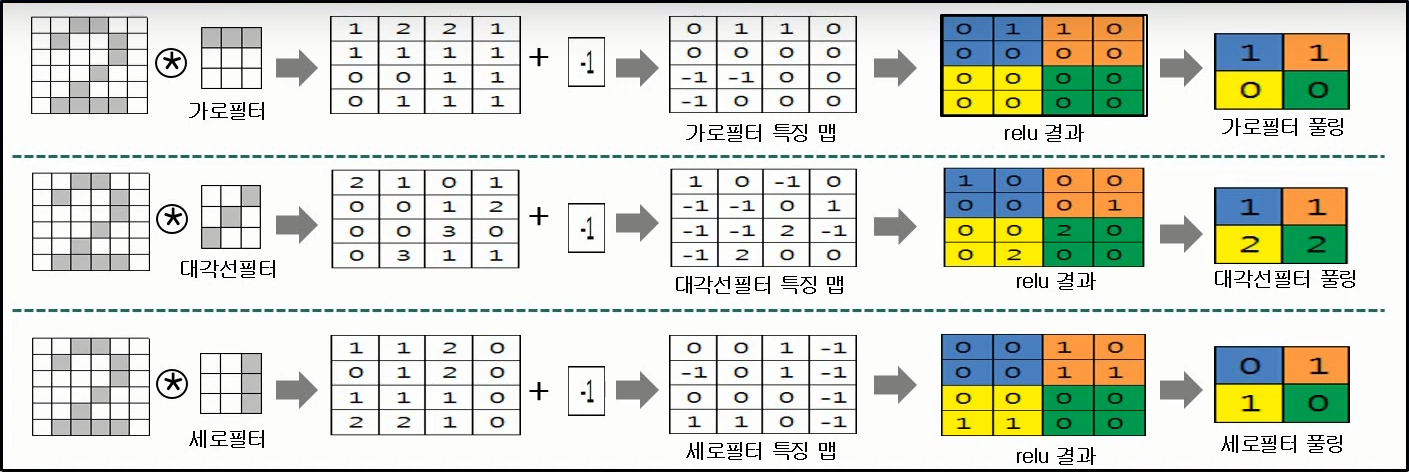 ⊛
가로필터
1 2 2 1
1 1 1 1
0 0 1 1
0 1 1 1
+
-1
0 1 1 0
0 0 0 0
-1 -1 0 0
-1 0 0 0
가로필터 특징 맵
0 1 1 0
0 0 0 0
0 0 0 0
0 0 0 0
relu 결과
1 1
0 0
가로필터 풀링
⊛
대각선필터
2 1 0 1
0 0 1 2
0 0 3 0
0 3 1 1
+
-1
1 0 -1 0
-1 -1 0 1
-1 -1 2 -1
-1 2 0 0
대각선필터 특징 맵
1 0 0 0
0 0 0 1
0 0 2 0
0 2 0 0
relu 결과
1 1
2 2
대각선필터 풀링
⊛
세로필터
1 1 2 0
0 1 2 0
1 1 1 0
2 2 1 0
+
-1
0 0 1 -1
-1 0 1 -1
0 0 0 -1
1 1 0 -1
세로필터 특징 맵
0 0 1 0
0 0 1 1
0 0 0 0
1 1 0 0
relu 결과
0 1
1 0
세로필터 풀링